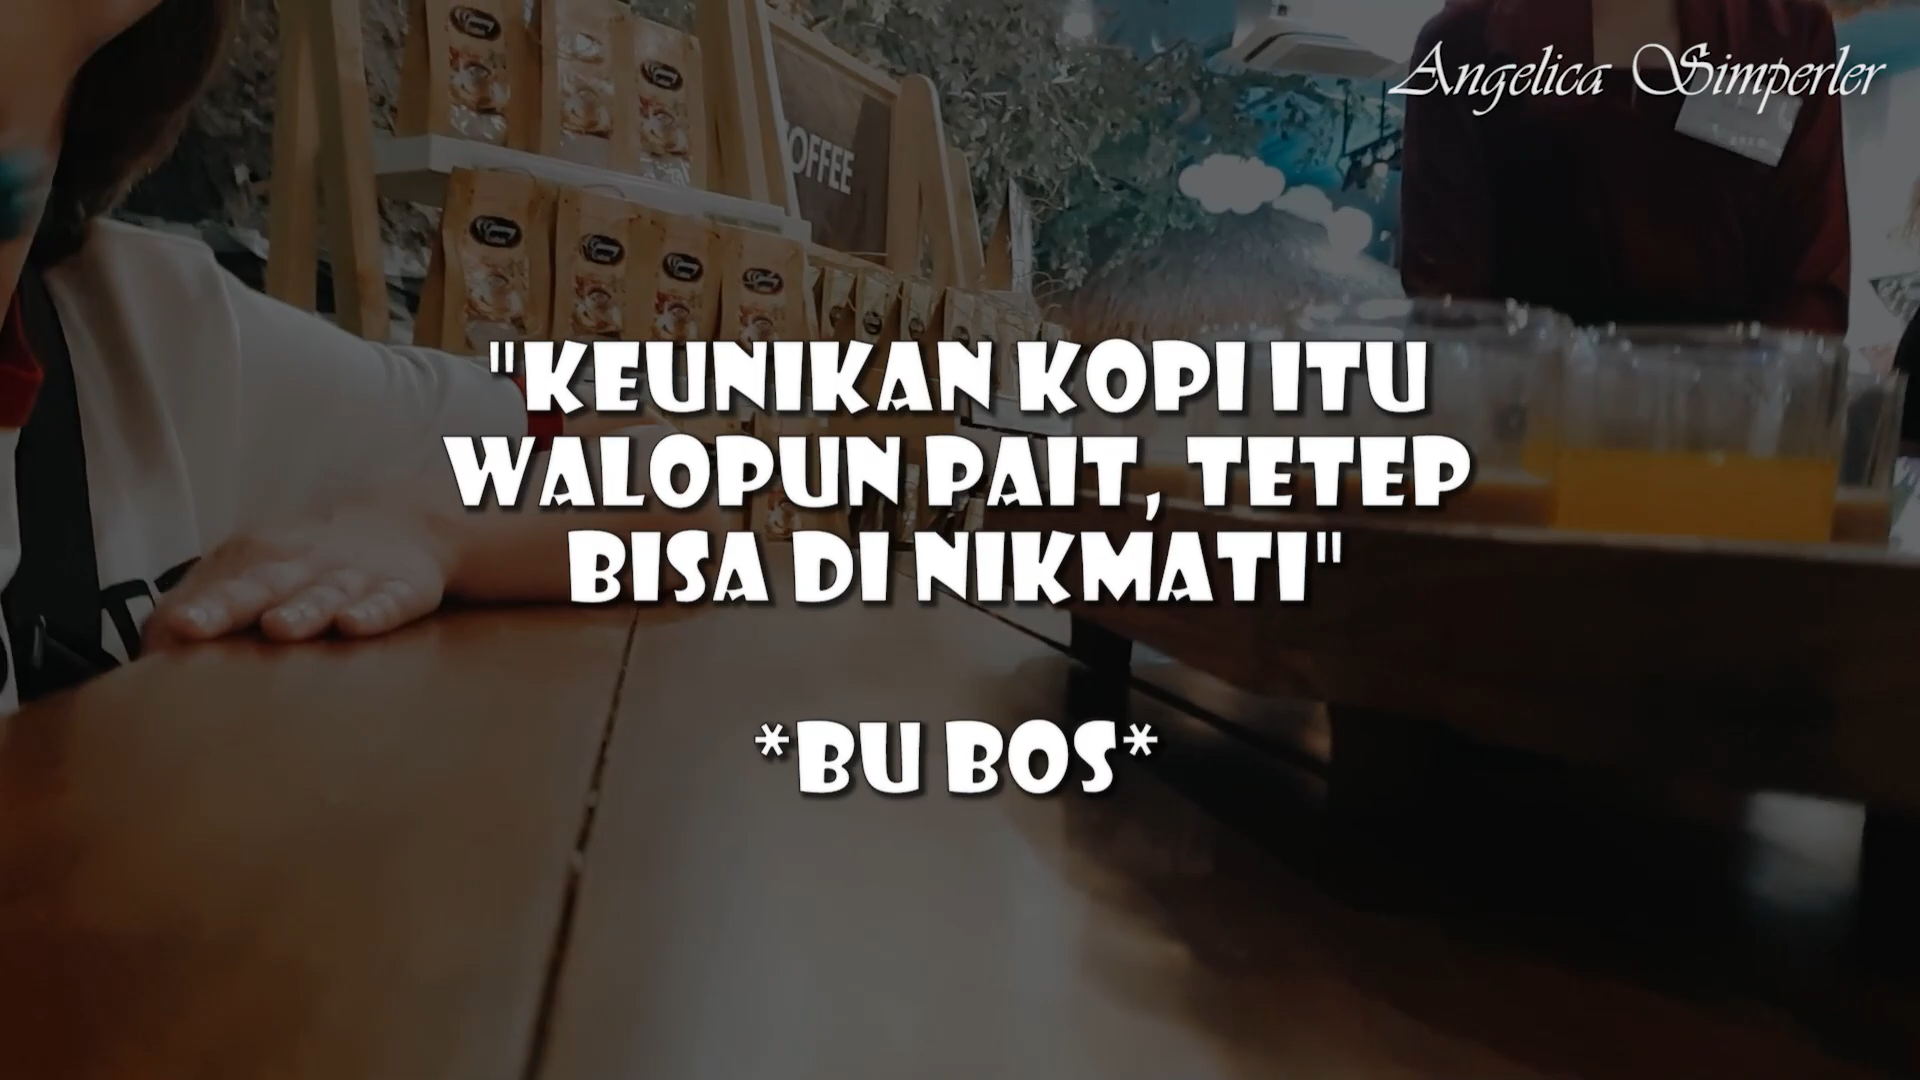 Angelica Simperler
COFFEE
"KEUNIKAN KOPI ITU
WALOPUN PAIT, TETEP
BISA DI NIKMATI"
*BU BOS*